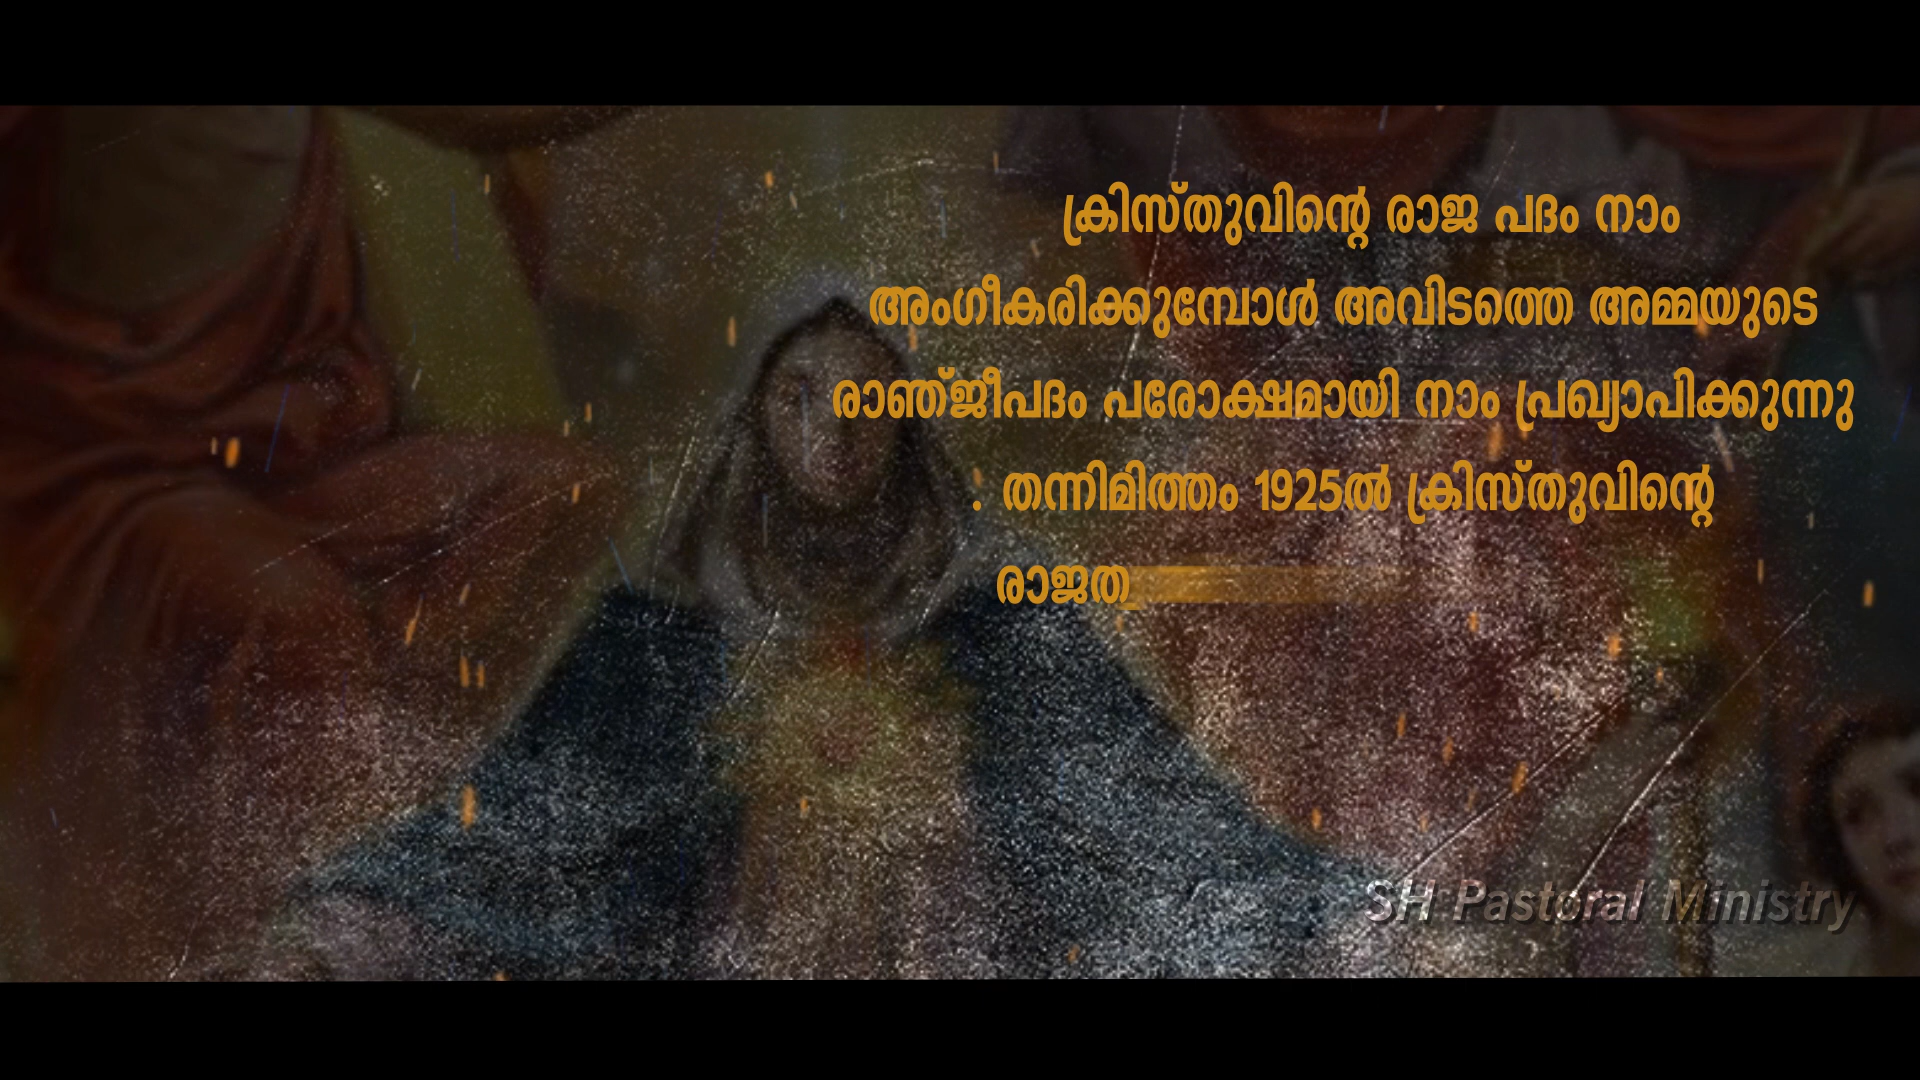 ക്രിസ്തുവിന്റെ രാജ പദം നാം
അംഗീകരിക്കുമ്പോൾ അവിടത്തെ അമ്മയുടെ
രാഞ്ജീപദം പരോക്ഷമായി നാം പ്രഖ്യാപിക്കുന്നു
. തന്നിമിത്തം 1925ൽ ക്രിസ്തുവിന്റെ
രാജത
SH Pastoral Ministry